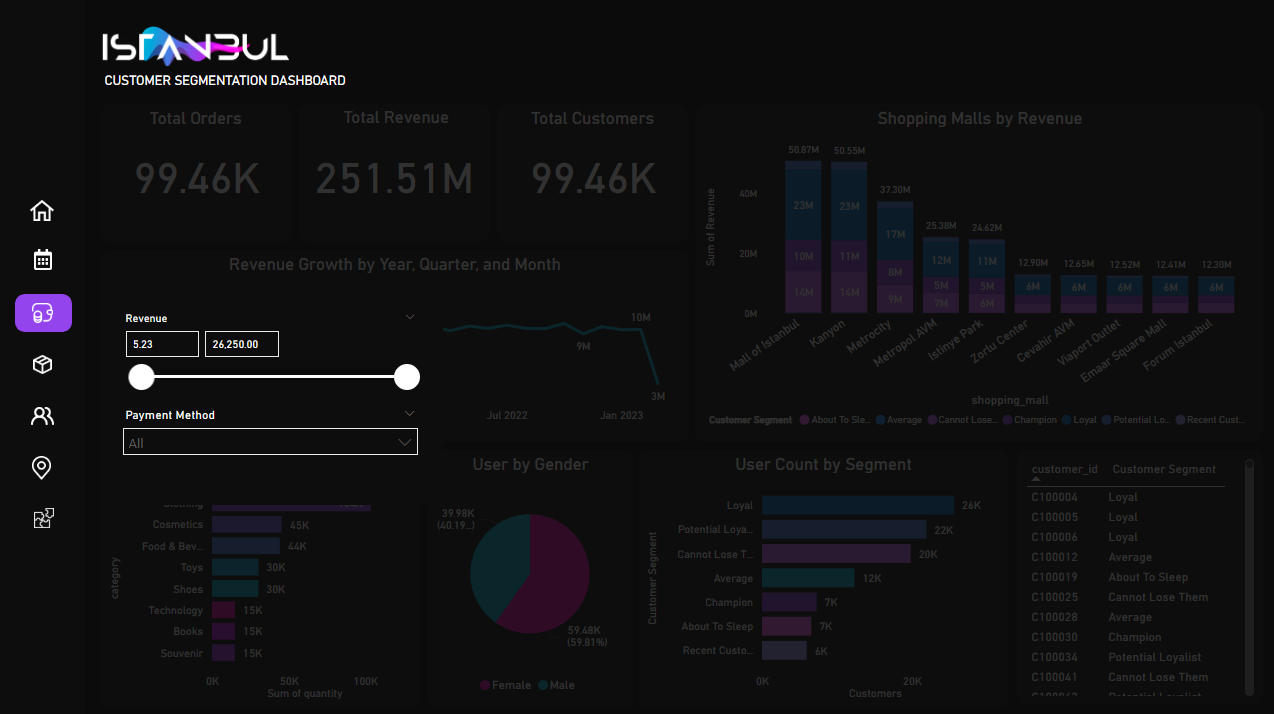 ISTANBUL
CUSTOMER SEGMENTATION DASHBOARD
Total Orders
99.46K
Total Revenue
251.51M
Total Customers
99.46K
Shopping Malls by Revenue
Sum of Revenue
40M
20M
0M
50.87M
50.55M
37.30M
25.38M
24.62M
12.90M
12.65M
12.52M
12.41M
12.30M
23M
23M
17M
12M
11M
6M
6M
6M
6M
6M
10M
11M
8M
5M
5M
14M
14M
9M
7M
6M
Mall of Istanbul
Kanyon
Metrocity
Metropol AVM
Istinye Park
Zorlu Center
Cevahir AVM
Viaport Outlet
Emaar Square Mall
Forum Istanbul
shopping_mall
Customer Segment
About To Sle...
Average
Cannot Lose...
Champion
Loyal
Potential Lo...
Recent Cust...
Revenue Growth by Year, Quarter, and Month
10M
9M
3M
Jul 2022
Jan 2023
Revenue
5.23
26,250.00
Payment Method
All
category
Clothing
Cosmetics
45K
Food & Bev...
44K
Toys
30K
Shoes
30K
Technology
15K
Books
15K
Souvenir
15K
0K
50K
100K
Sum of quantity
User by Gender
39.98K
(40.19...)
59.48K
(59.81%)
Female
Male
User Count by Segment
Customer Segment
Loyal
26K
Potential Loya...
22K
Cannot Lose T...
20K
Average
12K
Champion
7K
About To Sleep
7K
Recent Custo...
6K
0K
20K
Customers
customer_id Customer Segment
C100004 Loyal
C100005 Loyal
C100006 Loyal
C100012 Average
C100019 About To Sleep
C100025 Cannot Lose Them
C100028 Average
C100030 Champion
C100034 Potential Loyalist
C100041 Cannot Lose Them
Potential Loyalist